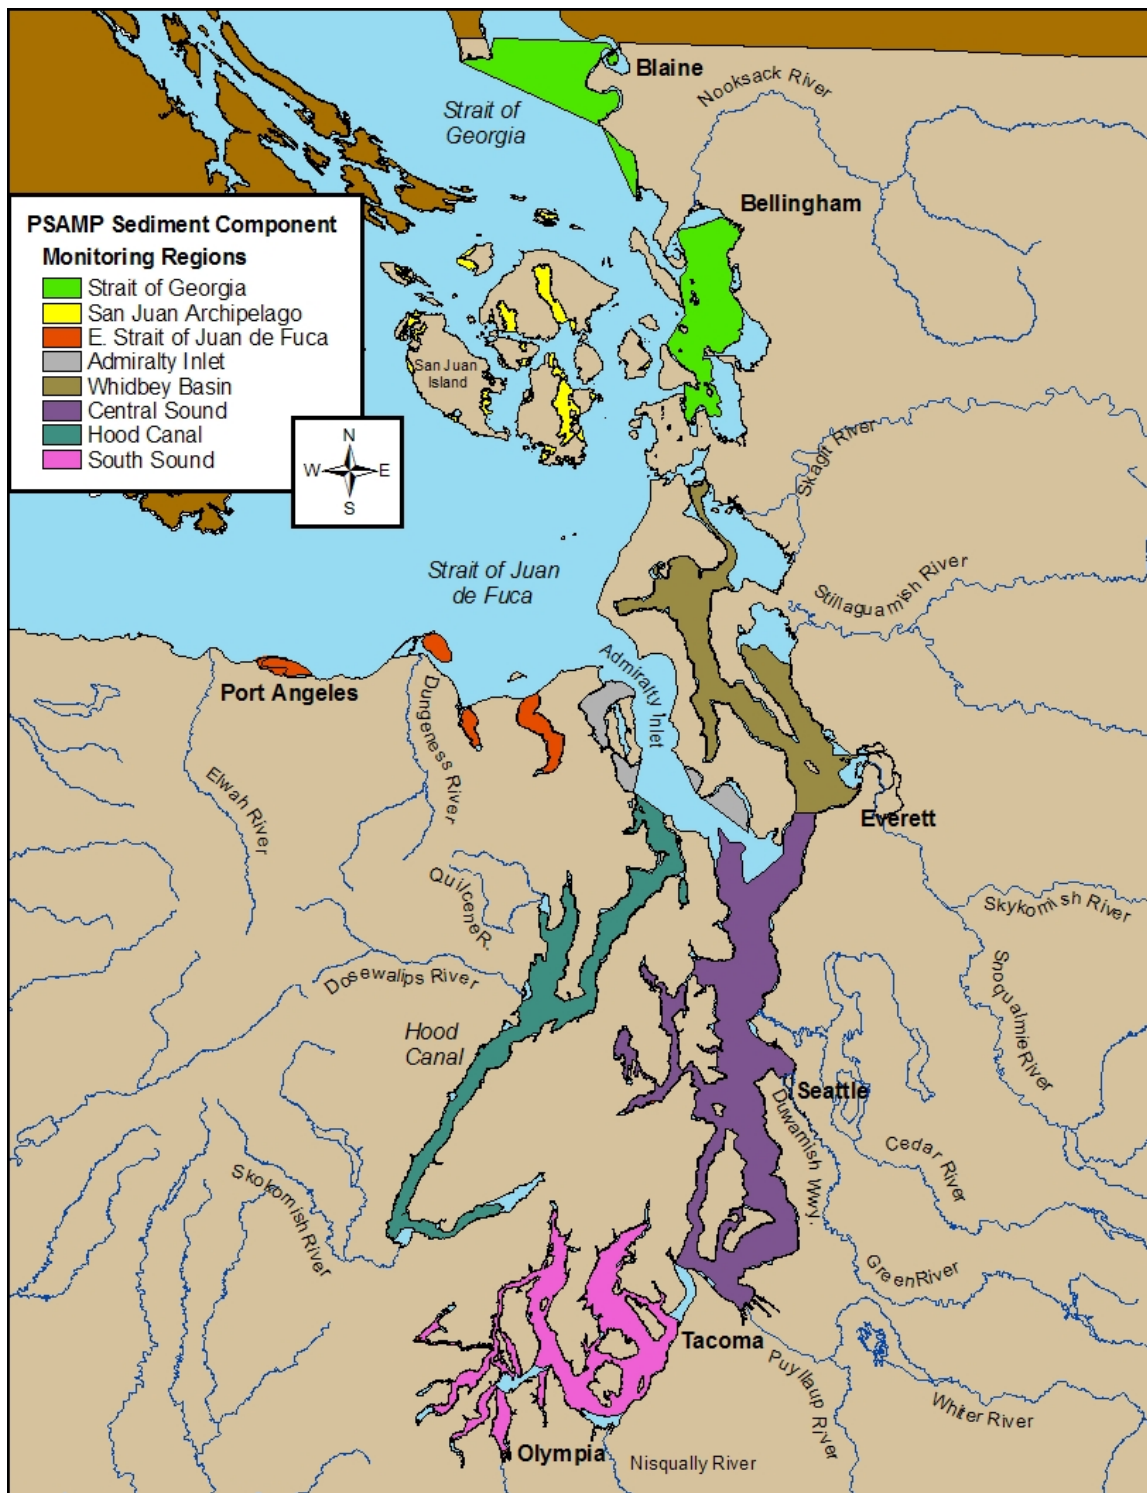 Blaine
Strait of
Georgia
Nooksack River
Bellingham
PSAMP Sediment Component
Monitoring Regions
Strait of Georgia
San Juan Archipelago
E. Strait of Juan de Fuca
Admiralty Inlet
Whidbey Basin
Central Sound
Hood Canal
South Sound
San Juan
Island
N
W
E
S
Skagit River
Strait of Juan
de Fuca
Stillaguamish River
Admiralty Inlet
Port Angeles
Dungeness River
Elwah River
Everett
Quilcene R.
Skykomish River
Dosewalips River
Snoqualmie River
Hood
Canal
Seattle
Duwamish Wwy.
Cedar River
Skokomish River
Green River
Tacoma
Puyllaup River
Whiter River
Olympia
Nisqually River